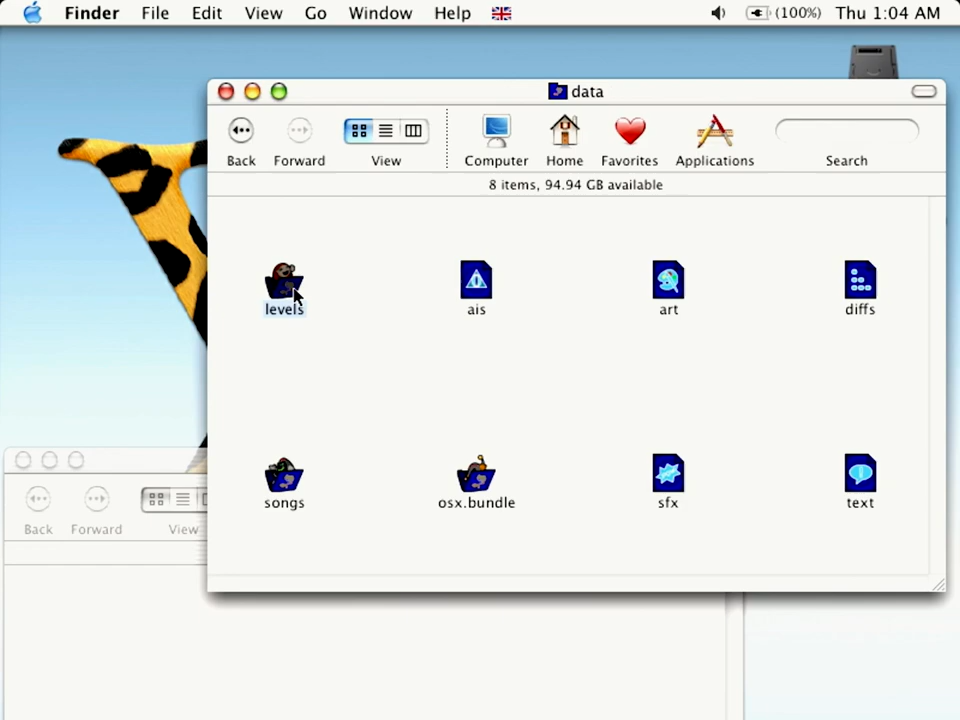 Finder File Edit View Go Window Help (100%) Thu 1:04 AM
data
Back Forward View Computer Home Favorites Applications Search
8 items, 94.94 GB available
levels ais art diffs
songs osx.bundle sfx text
Back Forward View